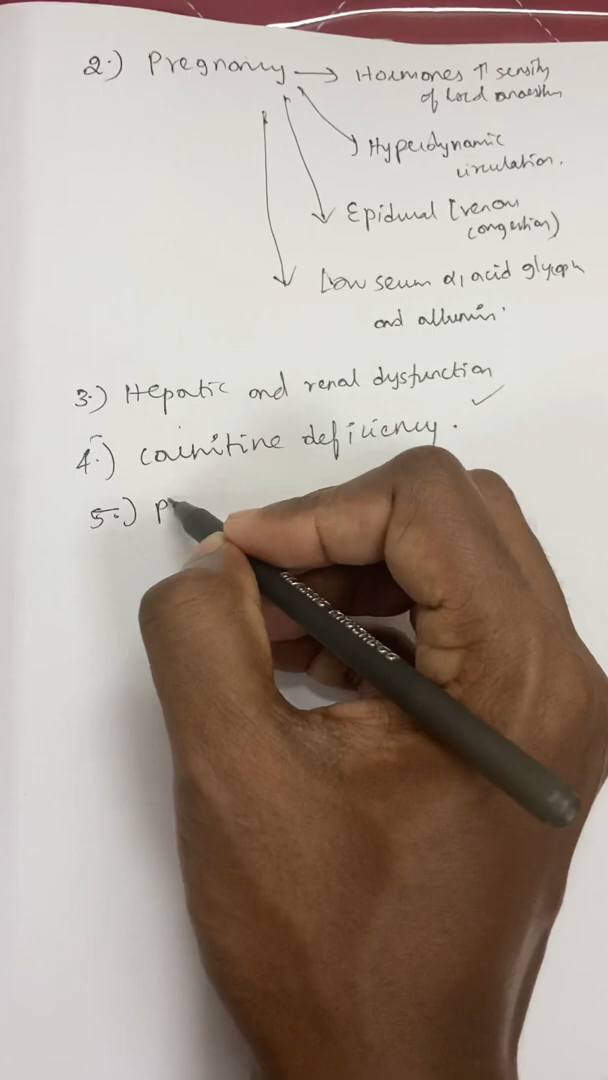 2.) Pregnancy → Hormones ↑ sensity
of local anaesth
Hyperdynamic
circulation.
Epidural [venous
congestion)
Low serum α1 acid glycoph
and albumin.
3.) Hepatic and renal dysfunction
4.) carnitine deficiency.
5.) P